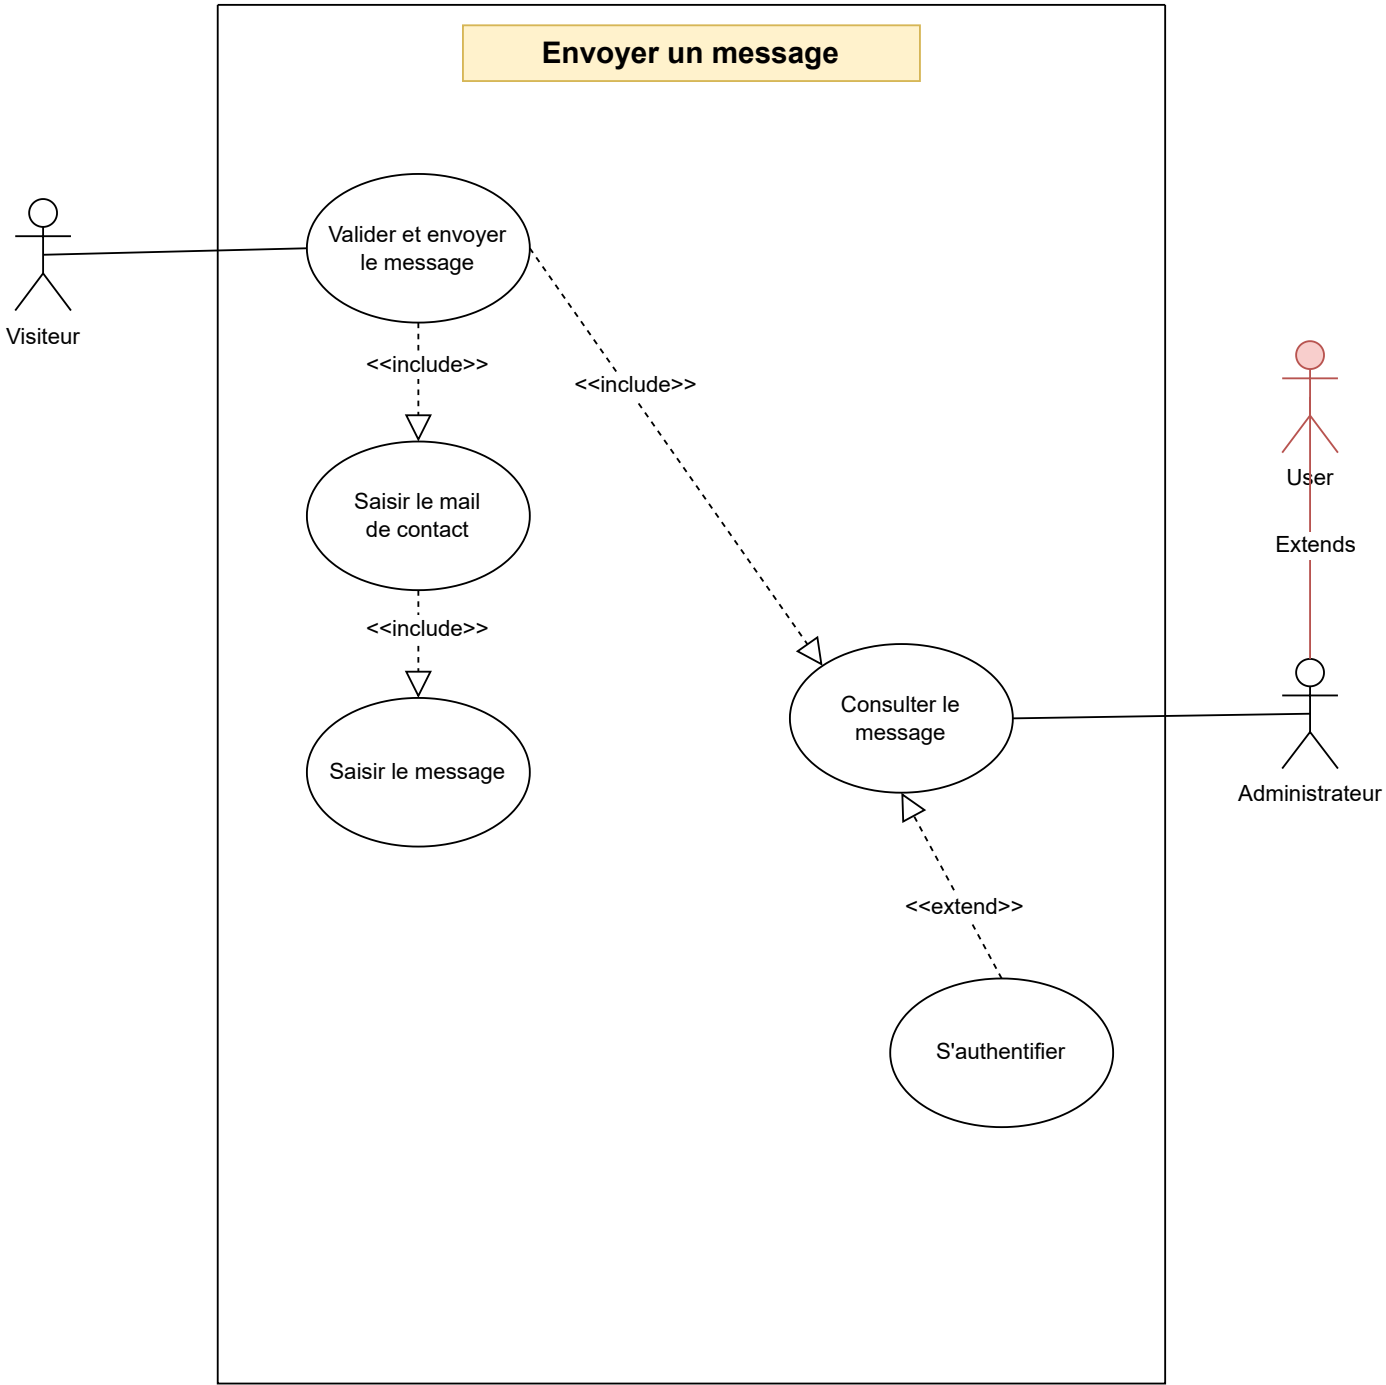 Envoyer un message
Valider et envoyer
le message
Visiteur
<<include>>
<<include>>
User
Saisir le mail
de contact
Extends
<<include>>
Consulter le
message
Saisir le message
Administrateur
<<extend>>
S'authentifier